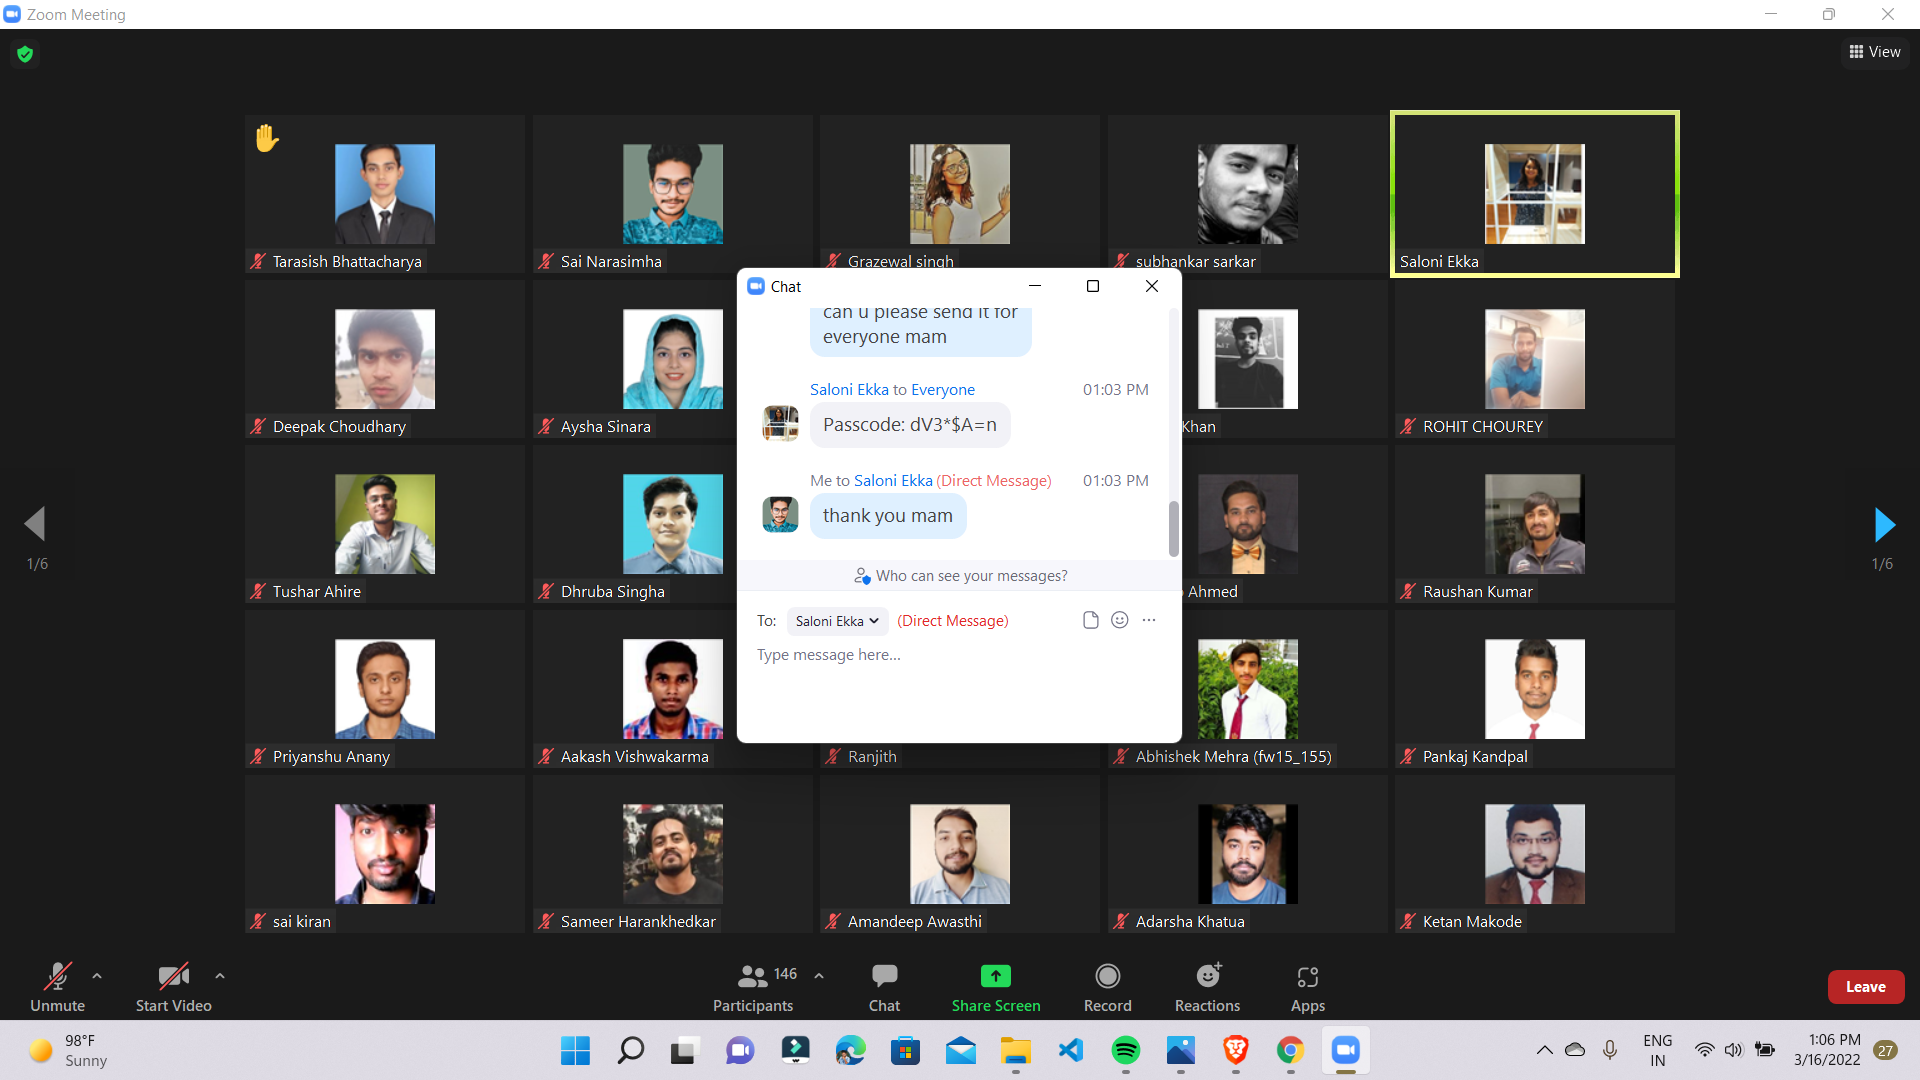 Zoom Meeting
View
Tarasish Bhattacharya
Sai Narasimha
Grazewal singh
subhankar sarkar
Saloni Ekka
Chat
can u please send it for
everyone mam
Saloni Ekka to Everyone 01:03 PM
Passcode: dV3*$A=n
Me to Saloni Ekka (Direct Message) 01:03 PM
thank you mam
Who can see your messages?
To: Saloni Ekka (Direct Message)
Type message here...
Deepak Choudhary
Aysha Sinara
Khan
ROHIT CHOUREY
1/6
1/6
Tushar Ahire
Dhruba Singha
Ahmed
Raushan Kumar
Priyanshu Anany
Aakash Vishwakarma
Ranjith
Abhishek Mehra (fw15_155)
Pankaj Kandpal
sai kiran
Sameer Harankhedkar
Amandeep Awasthi
Adarsha Khatua
Ketan Makode
Unmute
Start Video
146
Participants
Chat
Share Screen
Record
Reactions
Apps
Leave
98°F
Sunny
ENG
IN
1:06 PM
3/16/2022
27